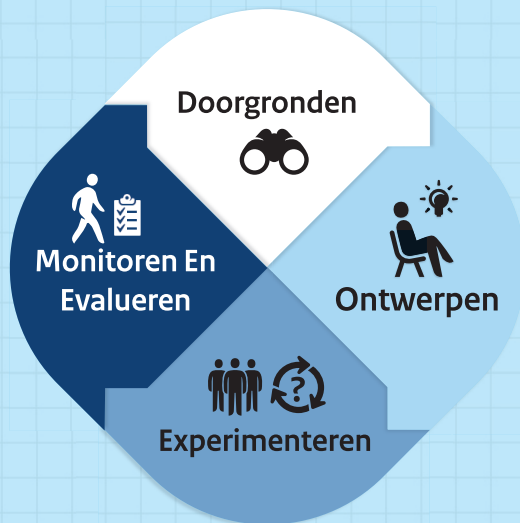 Doorgronden
Ontwerpen
?
Experimenteren
Monitoren En
Evalueren